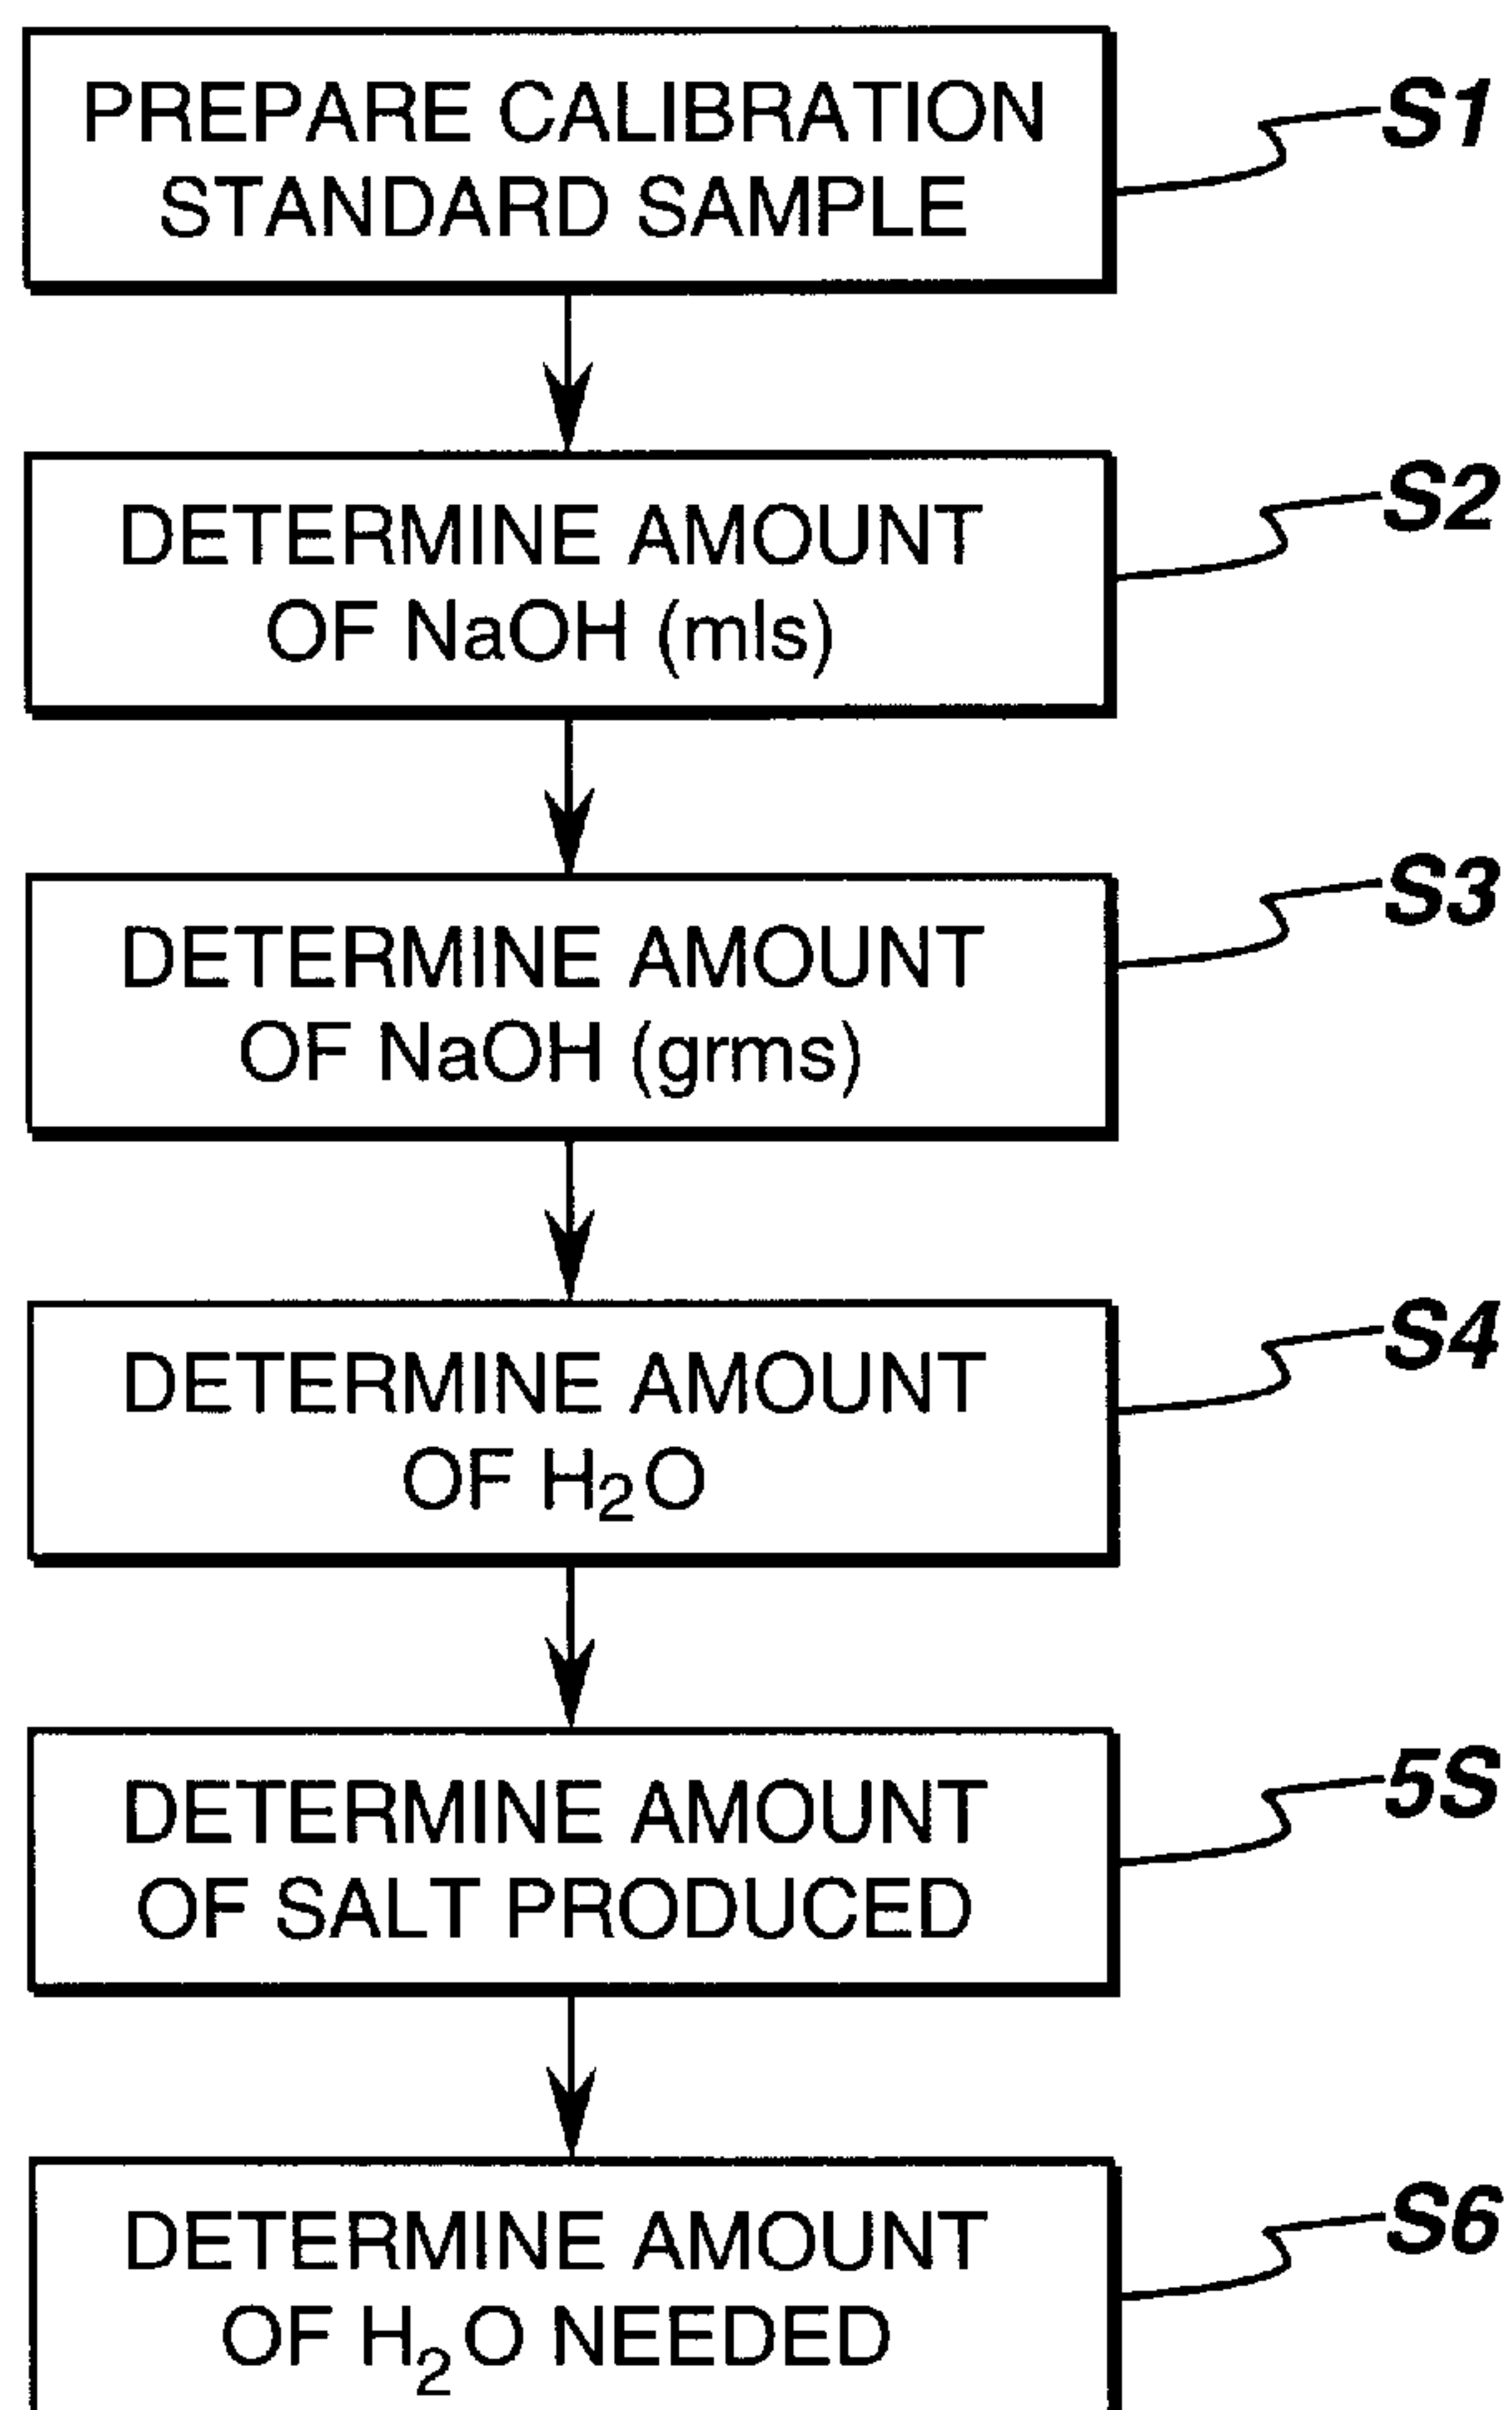 PREPARE CALIBRATION
STANDARD SAMPLE
S1
DETERMINE AMOUNT
OF NaOH (mls)
S2
DETERMINE AMOUNT
OF NaOH (grms)
S3
DETERMINE AMOUNT
OF H₂O
S4
DETERMINE AMOUNT
OF SALT PRODUCED
5S
DETERMINE AMOUNT
OF H₂O NEEDED
S6